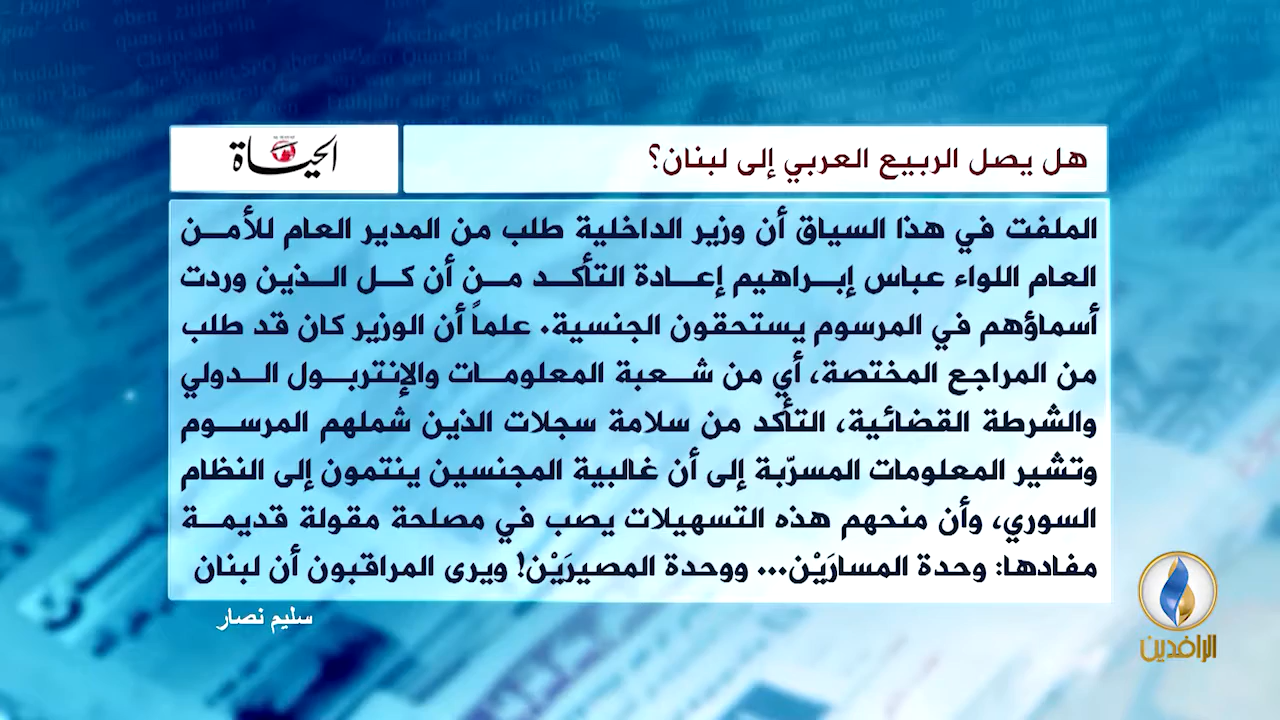 هل يصل الربيع العربي إلى لبنان؟
الحياة
الملفت في هذا السياق أن وزير الداخلية طلب من المدير العام للأمن
العام اللواء عباس إبراهيم إعادة التأكد من أن كل الذين وردت
أسماؤهم في المرسوم يستحقون الجنسية. علماً أن الوزير كان قد طلب
من المراجع المختصة، أي من شعبة المعلومات والإنتربول الدولي
والشرطة القضائية، التأكد من سلامة سجلات الذين شملهم المرسوم
وتشير المعلومات المسرّبة إلى أن غالبية المجنسين ينتمون إلى النظام
السوري، وأن منحهم هذه التسهيلات يصب في مصلحة مقولة قديمة
مفادها: وحدة المسارَيْن... ووحدة المصيرَيْن! ويرى المراقبون أن لبنان
سليم نصار
الرافدين